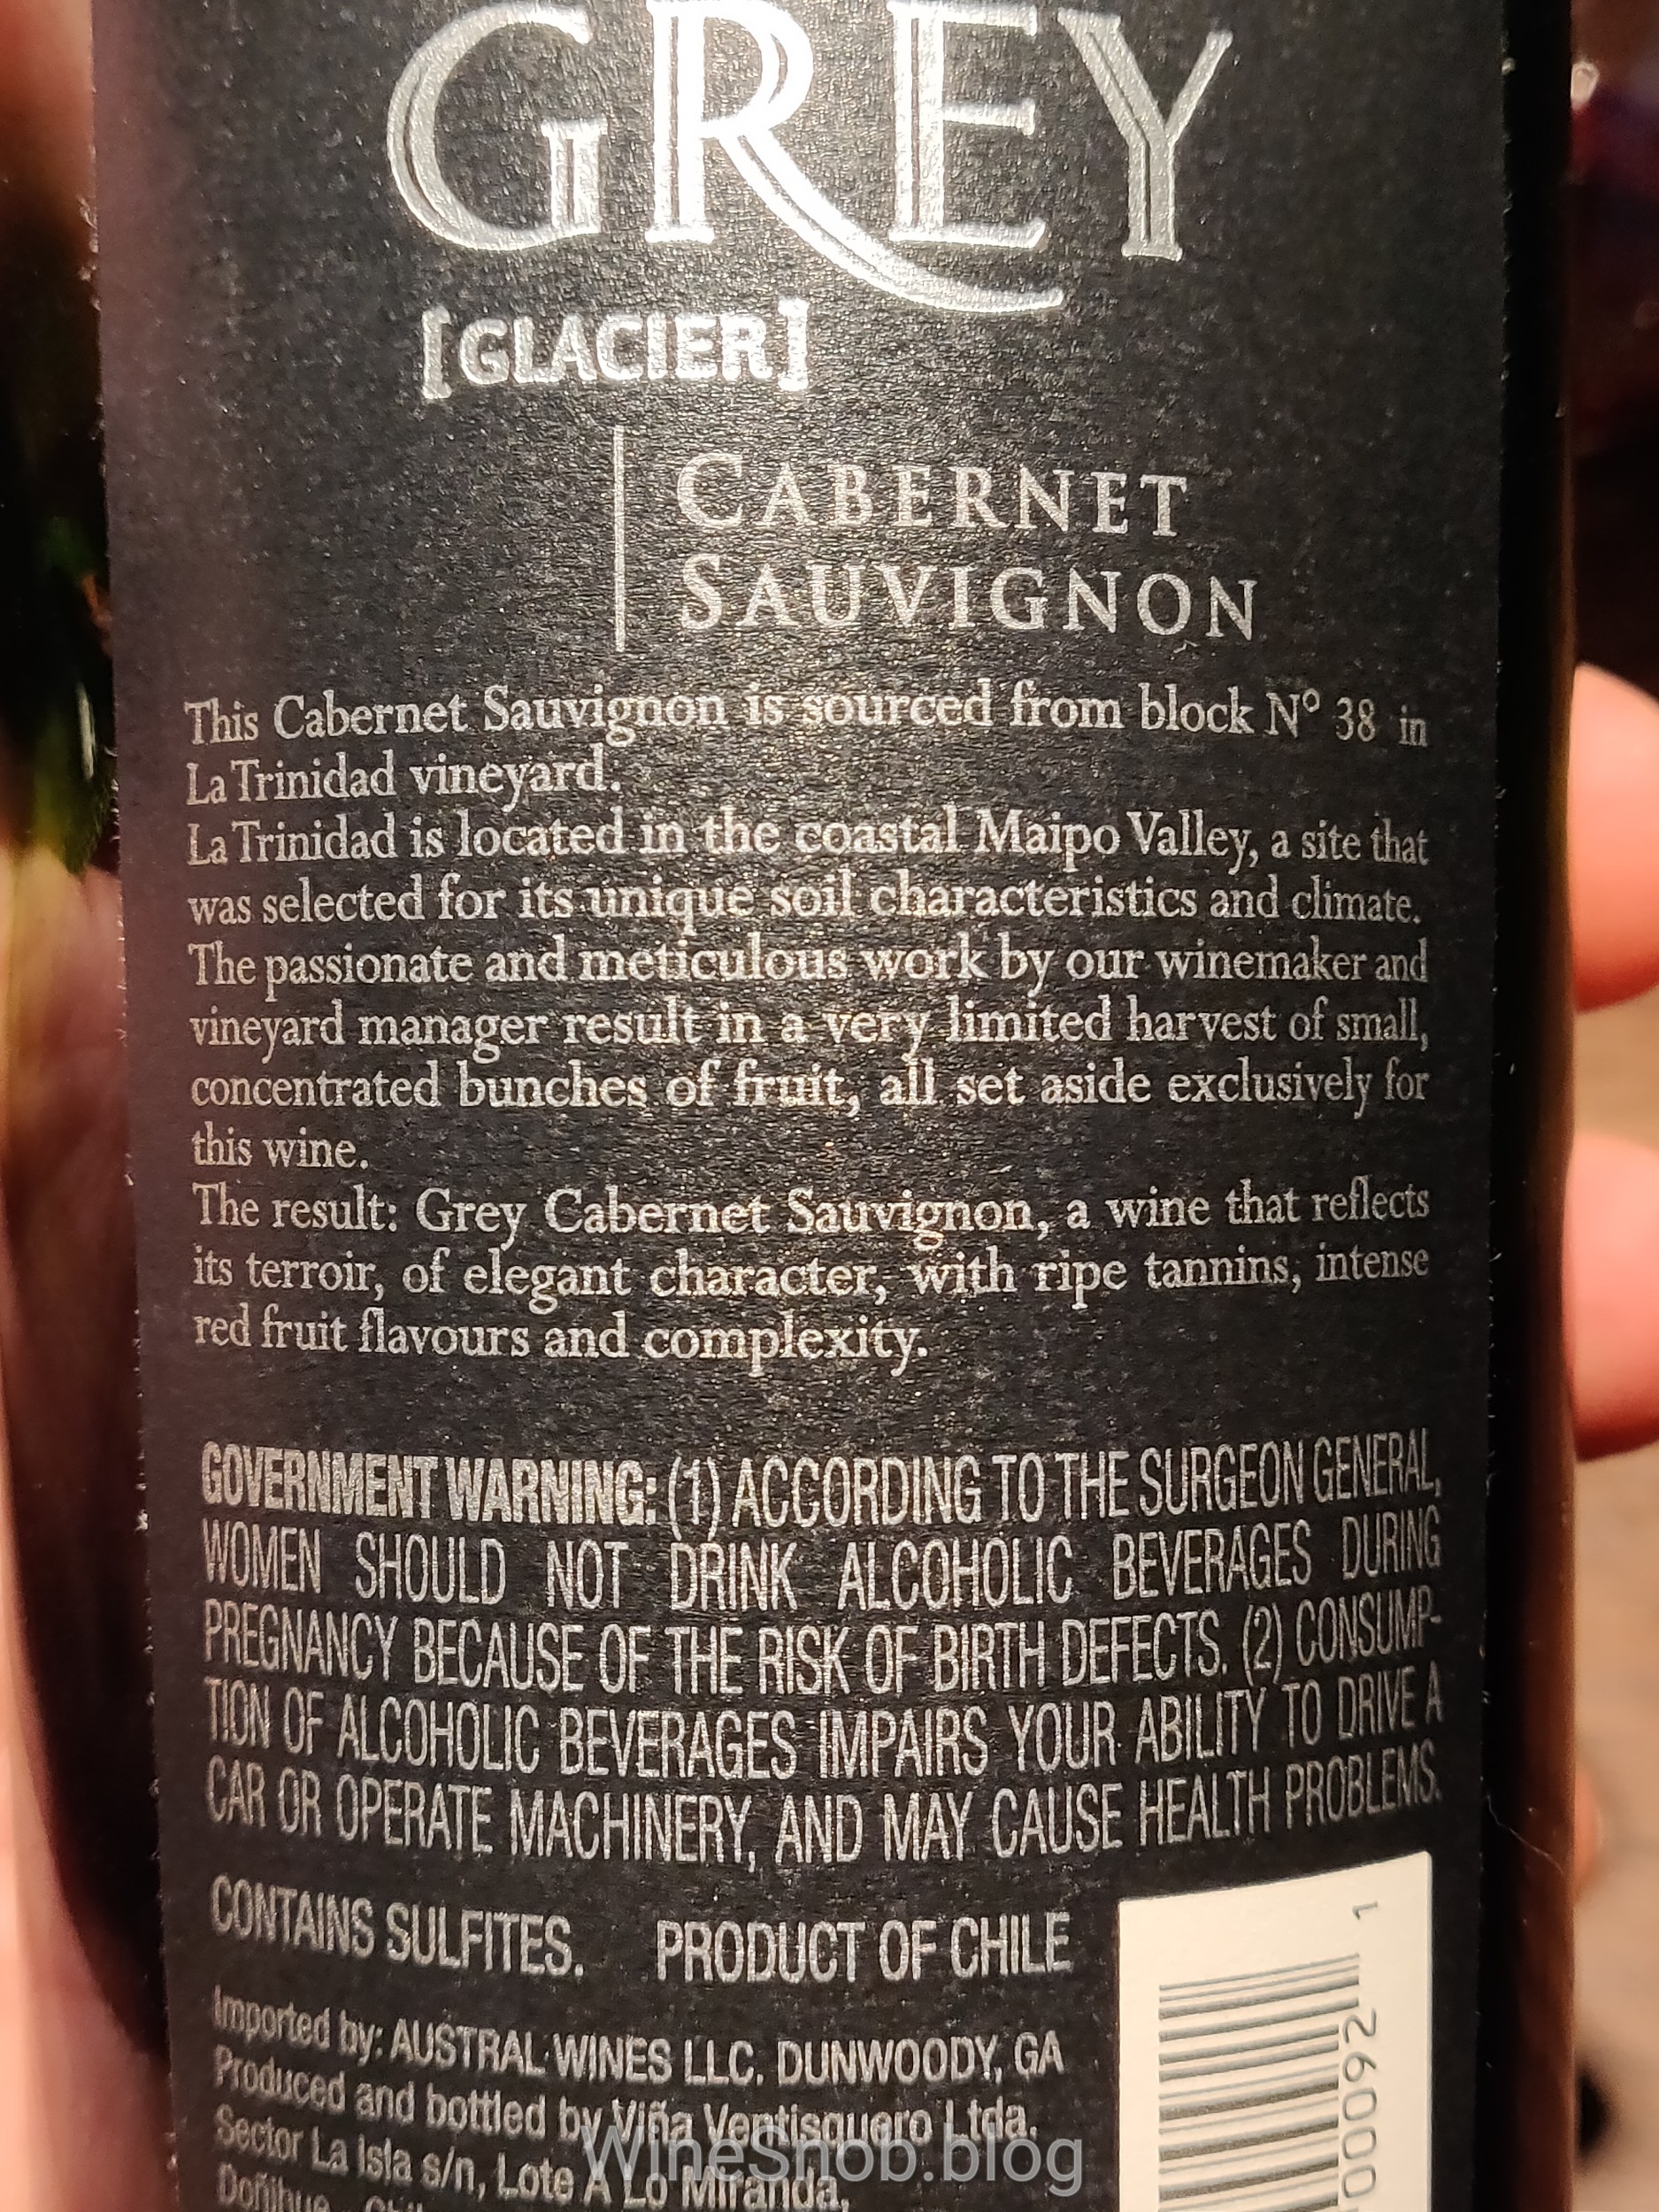 GREY
[GLACIER]
CABERNET
SAUVIGNON
This Cabernet Sauvignon is sourced from block Nº 38 in
La Trinidad vineyard.
La Trinidad is located in the coastal Maipo Valley, a site that
was selected for its unique soil characteristics and climate.
The passionate and meticulous work by our winemaker and
vineyard manager result in a very limited harvest of small,
concentrated bunches of fruit, all set aside exclusively for
this wine.
The result: Grey Cabernet Sauvignon, a wine that reflects
its terroir, of elegant character, with ripe tannins, intense
red fruit flavours and complexity.
GOVERNMENT WARNING: (1) ACCORDING TO THE SURGEON GENERAL,
WOMEN SHOULD NOT DRINK ALCOHOLIC BEVERAGES DURING
PREGNANCY BECAUSE OF THE RISK OF BIRTH DEFECTS. (2) CONSUMP-
TION OF ALCOHOLIC BEVERAGES IMPAIRS YOUR ABILITY TO DRIVE A
CAR OR OPERATE MACHINERY, AND MAY CAUSE HEALTH PROBLEMS.
CONTAINS SULFITES. PRODUCT OF CHILE
Imported by: AUSTRAL WINES LLC. DUNWOODY, GA
Produced and bottled by Viña Ventisquero Ltda.
Sector La Isla s/n, Lote A Lo Miranda,
Doñihue
00092 1
WineSnob.blog